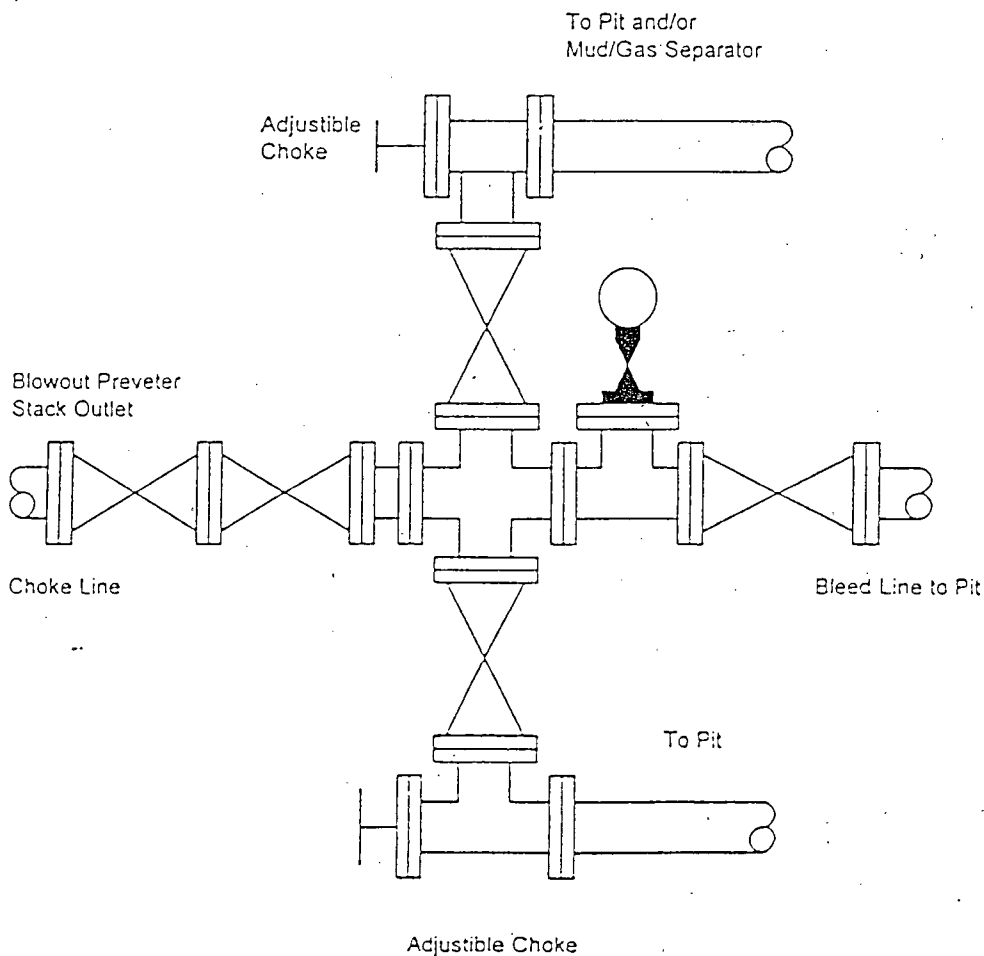 To Pit and/or
Mud/Gas Separator
Adjustible
Choke
Blowout Preveter
Stack Outlet
Choke Line
Bleed Line to Pit
To Pit
Adjustible Choke